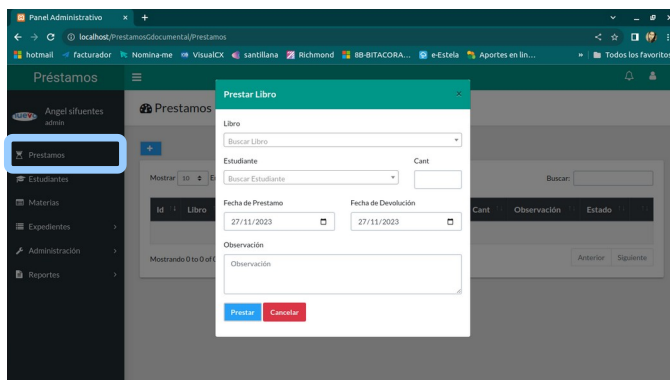 Panel Administrativo
localhost/PrestamosGdocumental/Prestamos
hotmail facturador Nomina-me VisualCX santillana Richmond 8B-BITACORA... e-Estela Aportes en lin... » Todos los favoritos
Préstamos
Prestar Libro ×
nueva Angel sifuentes
admin
Prestamos
Libro
Buscar Libro
Prestamos
Estudiante Cant
Estudiantes
Mostrar 10
Buscar Estudiante
Buscar:
Materias
Fecha de Prestamo Fecha de Devolución
Id Libro
Cant Observación Estado
Expedientes
27/11/2023 27/11/2023
Administración
Observación
Mostrando 0 to 0 of
Observación
Anterior Siguiente
Reportes
Prestar Cancelar